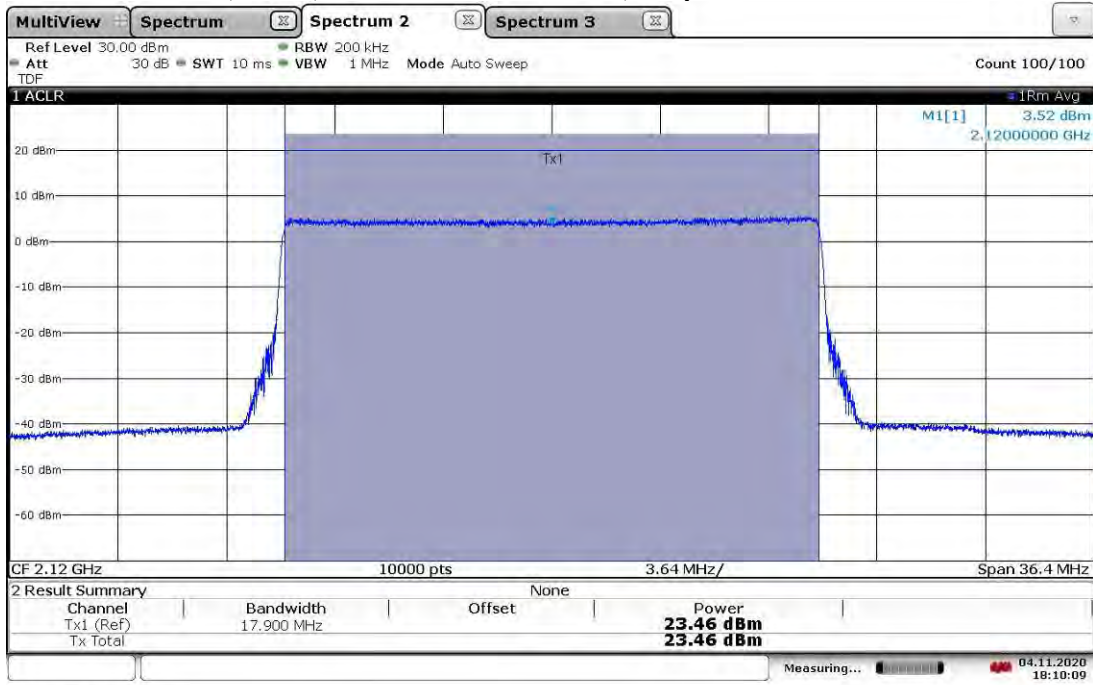 MultiView Spectrum Spectrum 2 Spectrum 3
Ref Level 30.00 dBm RBW 200 kHz
Att 30 dB SWT 10 ms VBW 1 MHz Mode Auto Sweep Count 100/100
TDF
1 ACLR 1Rm Avg
M1[1] 3.52 dBm
2.12000000 GHz
20 dBm
Tx1
10 dBm
0 dBm
-10 dBm
-20 dBm
-30 dBm
-40 dBm
-50 dBm
-60 dBm
CF 2.12 GHz 10000 pts 3.64 MHz/ Span 36.4 MHz
2 Result Summary None
Channel Bandwidth Offset Power
Tx1 (Ref) 17.900 MHz 23.46 dBm
Tx Total 23.46 dBm
Measuring... 04.11.2020
18:10:09